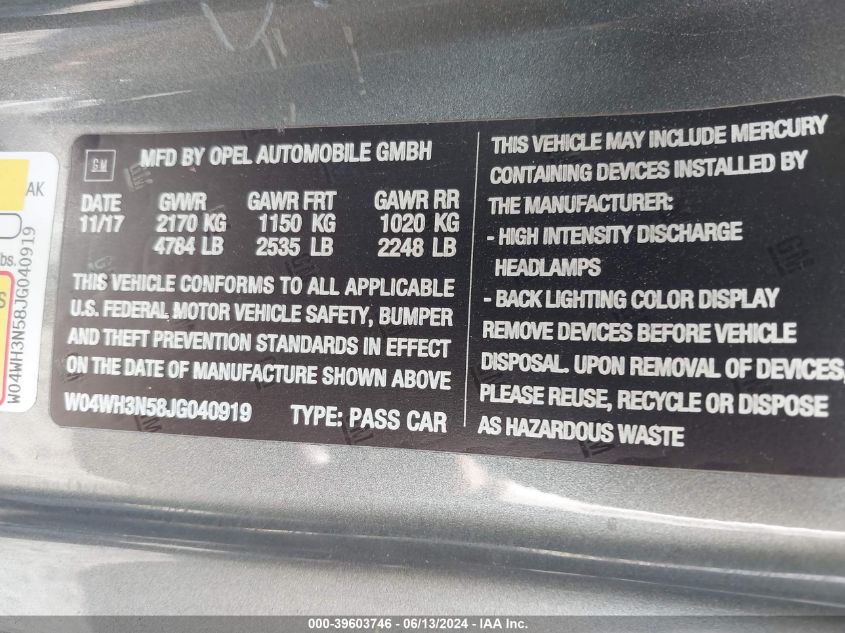 GM MFD BY OPEL AUTOMOBILE GMBH
DATE GVWR GAWR FRT GAWR RR
11/17 2170 KG 1150 KG 1020 KG
4784 LB 2535 LB 2248 LB
THIS VEHICLE CONFORMS TO ALL APPLICABLE
U.S. FEDERAL MOTOR VEHICLE SAFETY, BUMPER
AND THEFT PREVENTION STANDARDS IN EFFECT
ON THE DATE OF MANUFACTURE SHOWN ABOVE
W04WH3N58JG040919 TYPE: PASS CAR
THIS VEHICLE MAY INCLUDE MERCURY
CONTAINING DEVICES INSTALLED BY
THE MANUFACTURER:
- HIGH INTENSITY DISCHARGE
HEADLAMPS
- BACK LIGHTING COLOR DISPLAY
REMOVE DEVICES BEFORE VEHICLE
DISPOSAL. UPON REMOVAL OF DEVICES,
PLEASE REUSE, RECYCLE OR DISPOSE
AS HAZARDOUS WASTE
AK
bs.
S
W04WH3N58JG040919
000-39603746 - 06/13/2024 - IAA Inc.